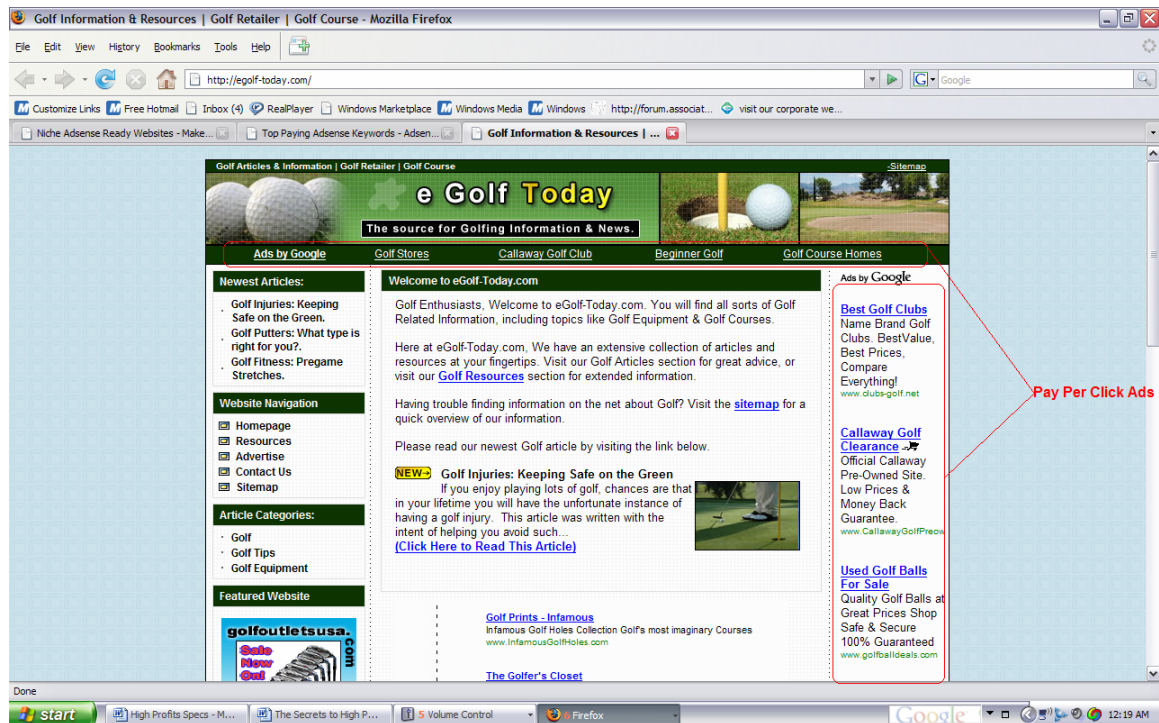 Golf Information & Resources | Golf Retailer | Golf Course - Mozilla Firefox
File Edit View History Bookmarks Tools Help
http://egolf-today.com/
G Google
Customize Links Free Hotmail Inbox (4) RealPlayer Windows Marketplace Windows Media Windows http://forum.associat... visit our corporate we...
Niche Adsense Ready Websites - Make... Top Paying Adsense Keywords - Adsen... Golf Information & Resources | ...
Golf Articles & Information | Golf Retailer | Golf Course
-Sitemap
e Golf Today
The source for Golfing Information & News.
Ads by Google Golf Stores Callaway Golf Club Beginner Golf Golf Course Homes
Newest Articles:
· Golf Injuries: Keeping
Safe on the Green.
· Golf Putters: What type is
right for you?.
· Golf Fitness: Pregame
Stretches.
Website Navigation
Homepage
Resources
Advertise
Contact Us
Sitemap
Article Categories:
· Golf
· Golf Tips
· Golf Equipment
Featured Website
golfoutletsusa.
com
Sale
Now
On!
Welcome to eGolf-Today.com
Golf Enthusiasts, Welcome to eGolf-Today.com. You will find all sorts of Golf
Related Information, including topics like Golf Equipment & Golf Courses.
Here at eGolf-Today.com, We have an extensive collection of articles and
resources at your fingertips. Visit our Golf Articles section for great advice, or
visit our Golf Resources section for extended information.
Having trouble finding information on the net about Golf? Visit the sitemap for a
quick overview of our information.
Please read our newest Golf article by visiting the link below.
NEW Golf Injuries: Keeping Safe on the Green
If you enjoy playing lots of golf, chances are that
in your lifetime you will have the unfortunate instance of
having a golf injury. This article was written with the
intent of helping you avoid such...
(Click Here to Read This Article)
Golf Prints - Infamous
Infamous Golf Holes Collection Golf's most imaginary Courses
www.InfamousGolfHoles.com
The Golfer's Closet
Ads by Google
Best Golf Clubs
Name Brand Golf
Clubs. BestValue,
Best Prices,
Compare
Everything!
www.clubs-golf.net
Callaway Golf
Clearance
Official Callaway
Pre-Owned Site.
Low Prices &
Money Back
Guarantee.
www.CallawayGolfPreow
Used Golf Balls
For Sale
Quality Golf Balls at
Great Prices Shop
Safe & Secure
100% Guaranteed
www.golfballdeals.com
Pay Per Click Ads
Done
start High Profits Specs - M... The Secrets to High P... 5 Volume Control 6 Firefox Google 12:19 AM